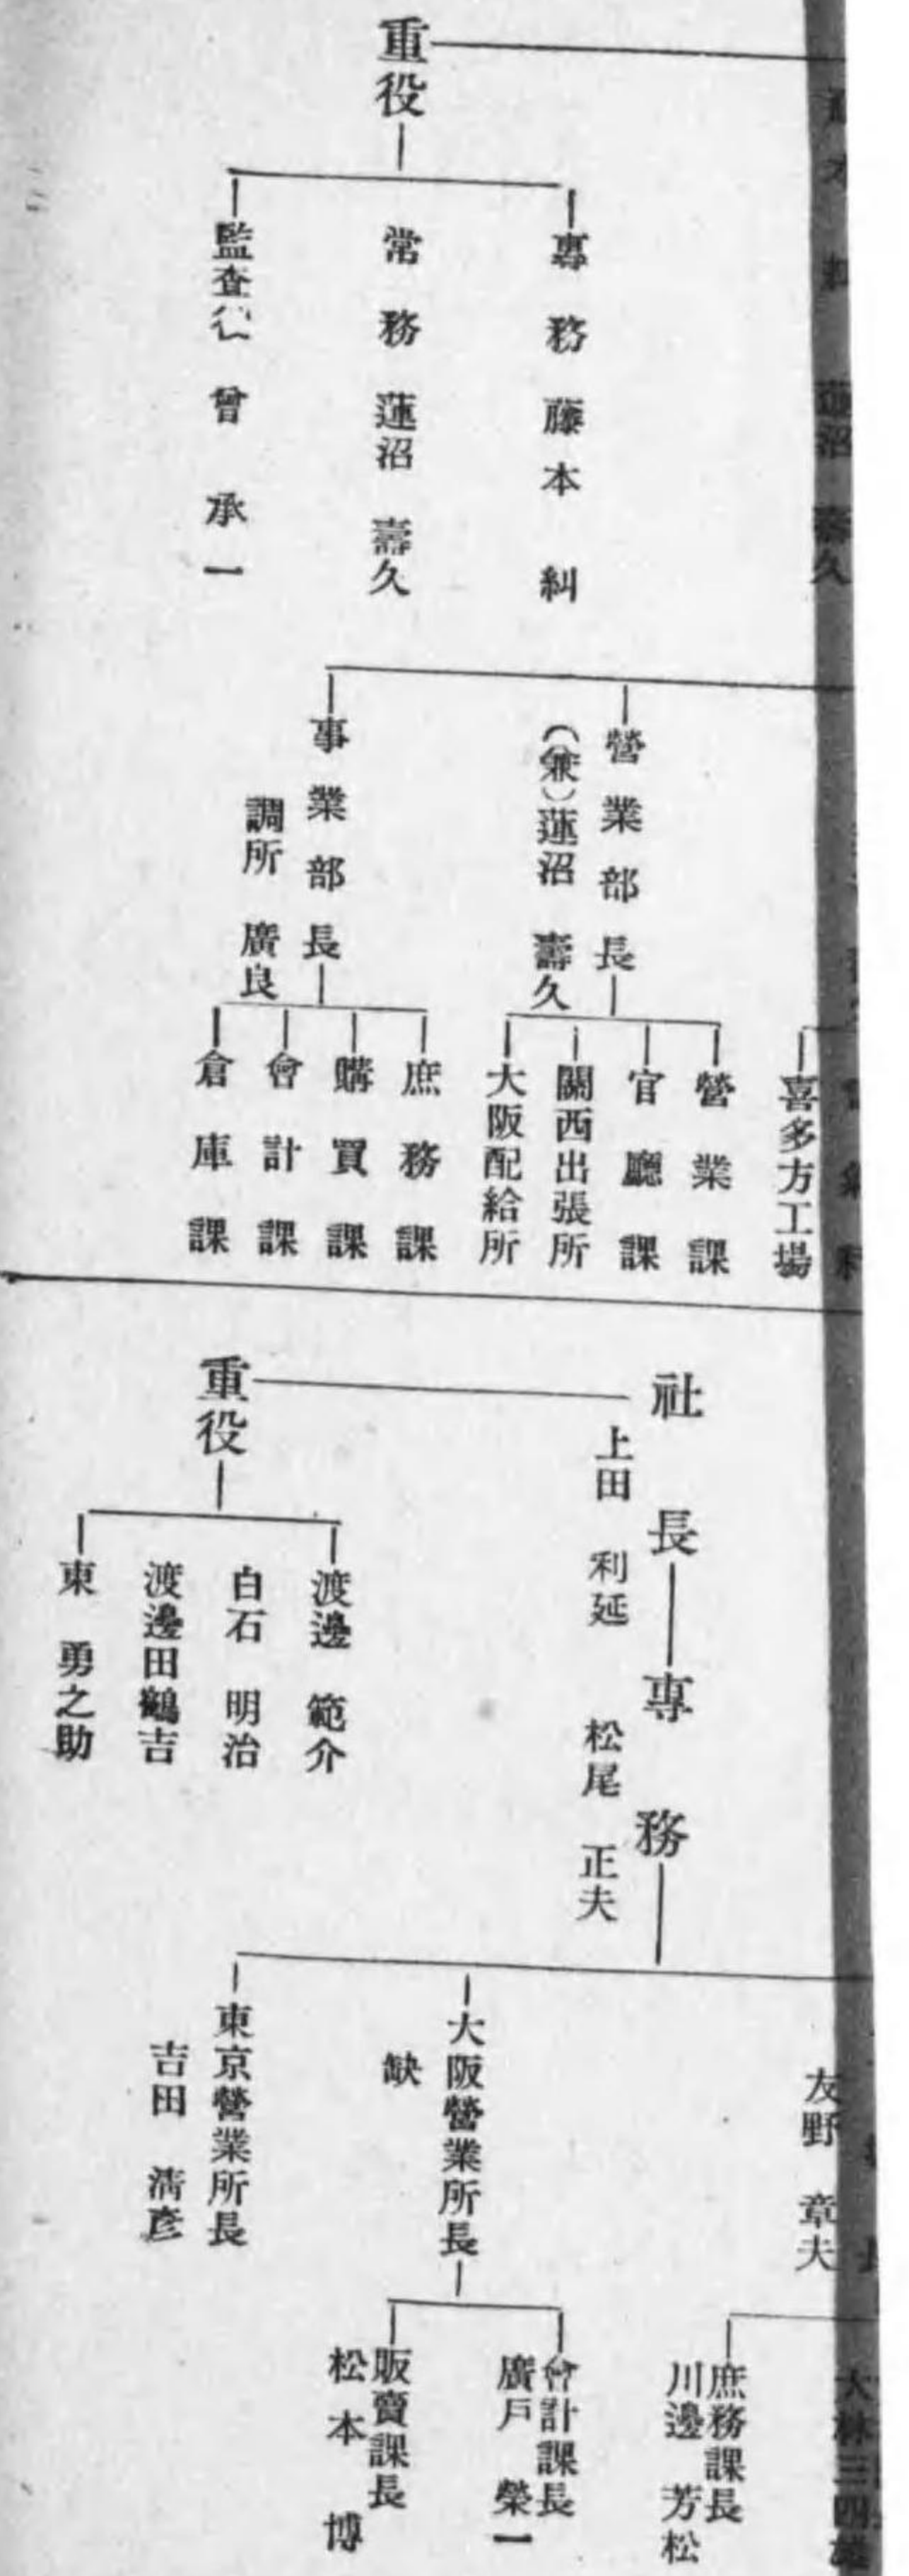 重役
專務 藤本 糾
常務 蓮沼 壽久
監査役 曾 承一
營業部長
(兼)蓮沼 壽久
事業部長
調所 廣良
喜多方工場
營業課
官廳課
關西出張所
大阪配給所
庶務課
購買課
會計課
倉庫課
社長
上田 利延
專務
松尾 正夫
重役
渡邊 範介
白石 明治
渡邊田鶴吉
東 勇之助
友野 章夫
大阪營業所長
缺
東京營業所長
吉田 淸彥
庶務課長
川邊 芳松
會計課長
廣戶 榮一
販賣課長
松本 博